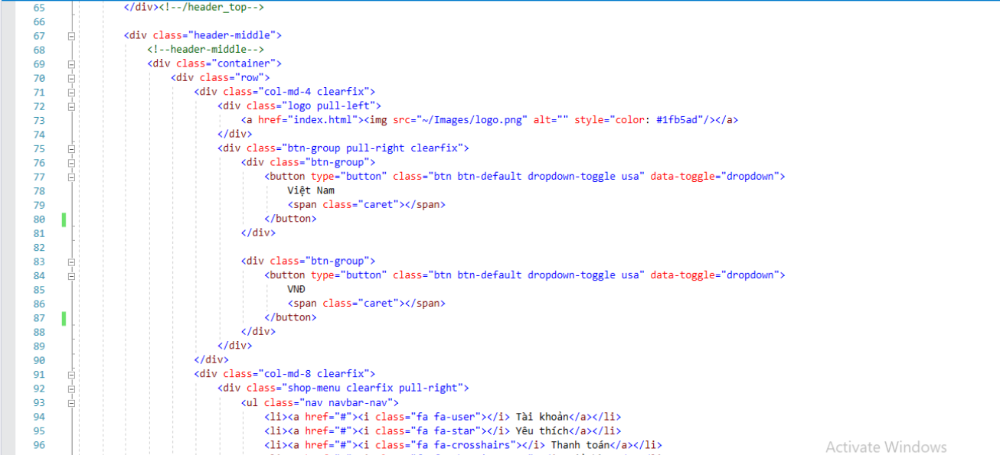 65 </div><!--/header_top-->
66
67 <div class="header-middle">
68 <!--header-middle-->
69 <div class="container">
70 <div class="row">
71 <div class="col-md-4 clearfix">
72 <div class="logo pull-left">
73 <a href="index.html"><img src="~/Images/logo.png" alt="" style="color: #1fb5ad"/></a>
74 </div>
75 <div class="btn-group pull-right clearfix">
76 <div class="btn-group">
77 <button type="button" class="btn btn-default dropdown-toggle usa" data-toggle="dropdown">
78 Việt Nam
79 <span class="caret"></span>
80 </button>
81 </div>
82
83 <div class="btn-group">
84 <button type="button" class="btn btn-default dropdown-toggle usa" data-toggle="dropdown">
85 VNĐ
86 <span class="caret"></span>
87 </button>
88 </div>
89 </div>
90 </div>
91 <div class="col-md-8 clearfix">
92 <div class="shop-menu clearfix pull-right">
93 <ul class="nav navbar-nav">
94 <li><a href="#"><i class="fa fa-user"></i> Tài khoản</a></li>
95 <li><a href="#"><i class="fa fa-star"></i> Yêu thích</a></li>
96 <li><a href="#"><i class="fa fa-crosshairs"></i> Thanh toán</a></li>
Activate Windows